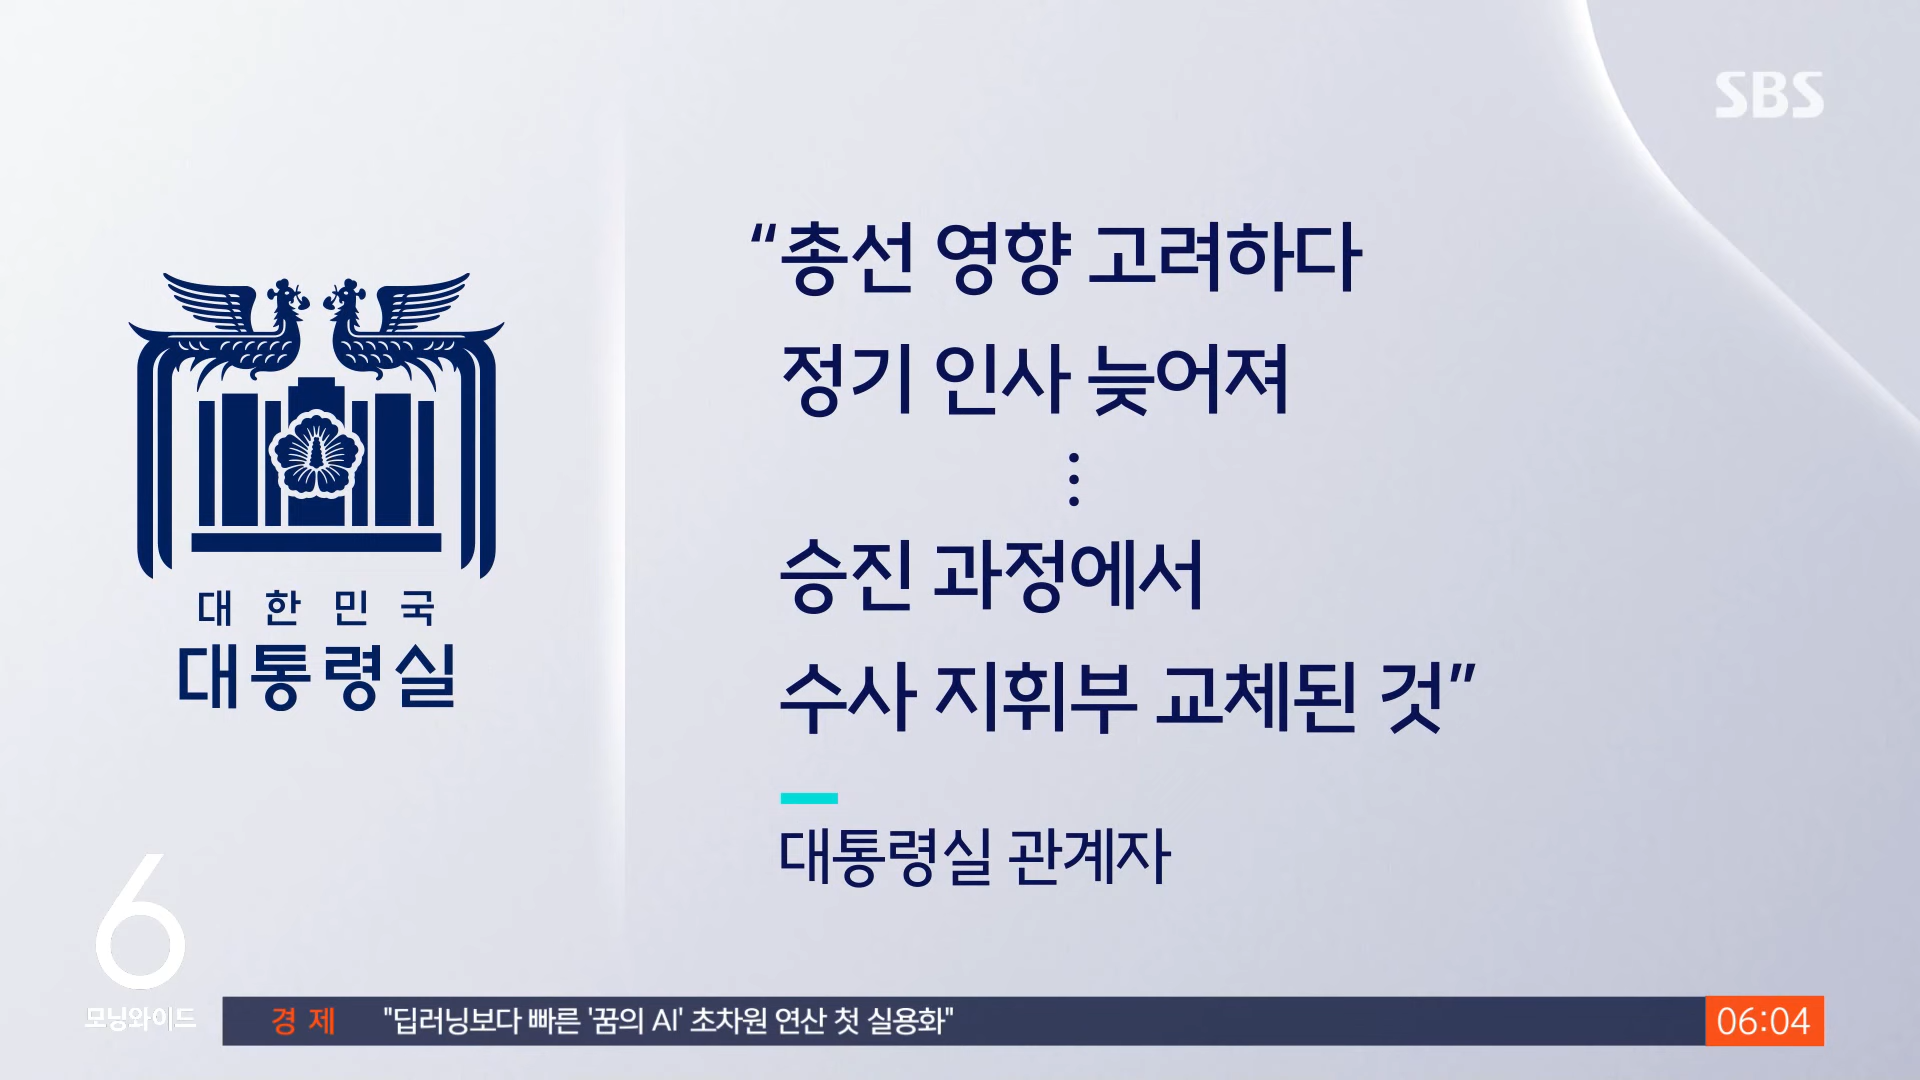 SBS
“총선 영향 고려하다
정기 인사 늦어져
⋮
승진 과정에서
수사 지휘부 교체된 것”
대통령실 관계자
대한민국
대통령실
6
모닝와이드
경제 "딥러닝보다 빠른 '꿈의 AI' 초차원 연산 첫 실용화" 06:04